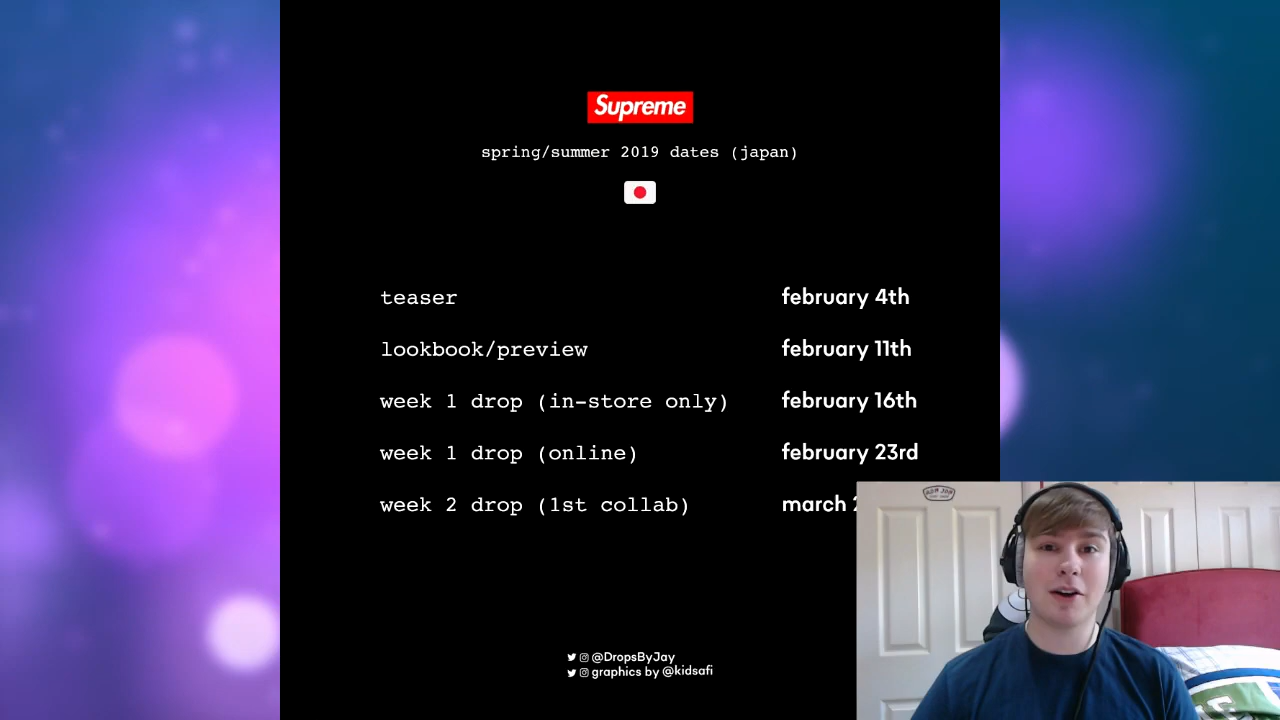 Supreme
spring/summer 2019 dates (japan)
teaser february 4th
lookbook/preview february 11th
week 1 drop (in-store only) february 16th
week 1 drop (online) february 23rd
week 2 drop (1st collab) march
@DropsByJay
graphics by @kidsafi